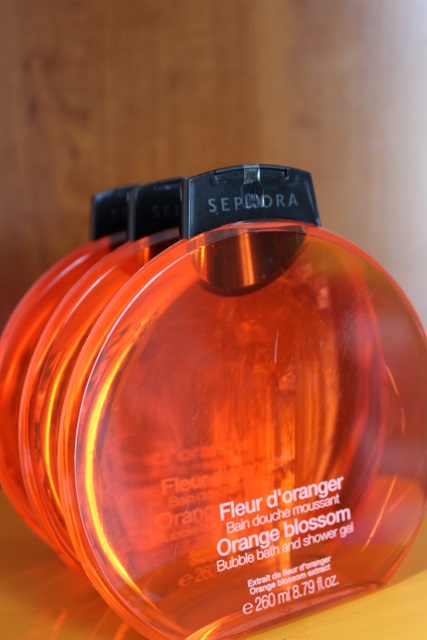 SEPHORA
Fleur d'oranger
Bain douche moussant
Orange blossom
Bubble bath and shower gel
Extrait de fleur d'oranger
Orange blossom extract
e 260 ml 8.79 fl.oz.